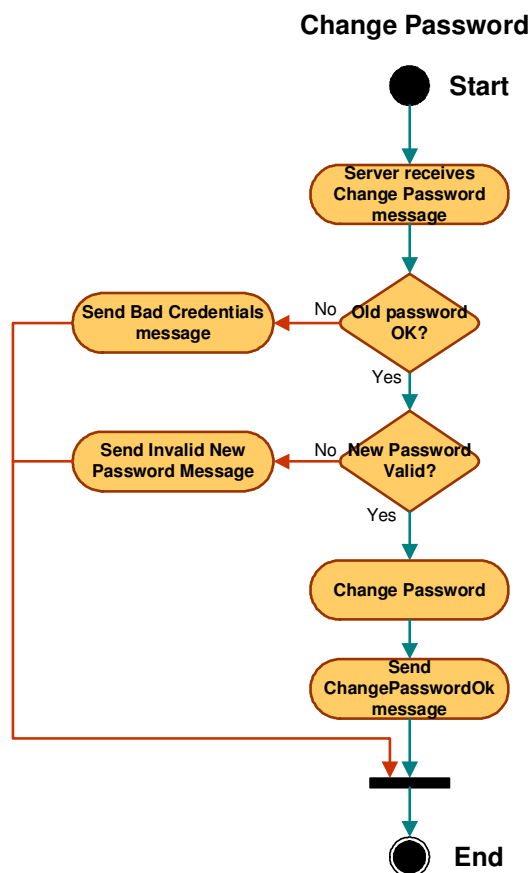 Change Password
Start
Server receives
Change Password
message
Send Bad Credentials
message
No
Old password
OK?
Yes
Send Invalid New
Password Message
No
New Password
Valid?
Yes
Change Password
Send
ChangePasswordOk
message
End